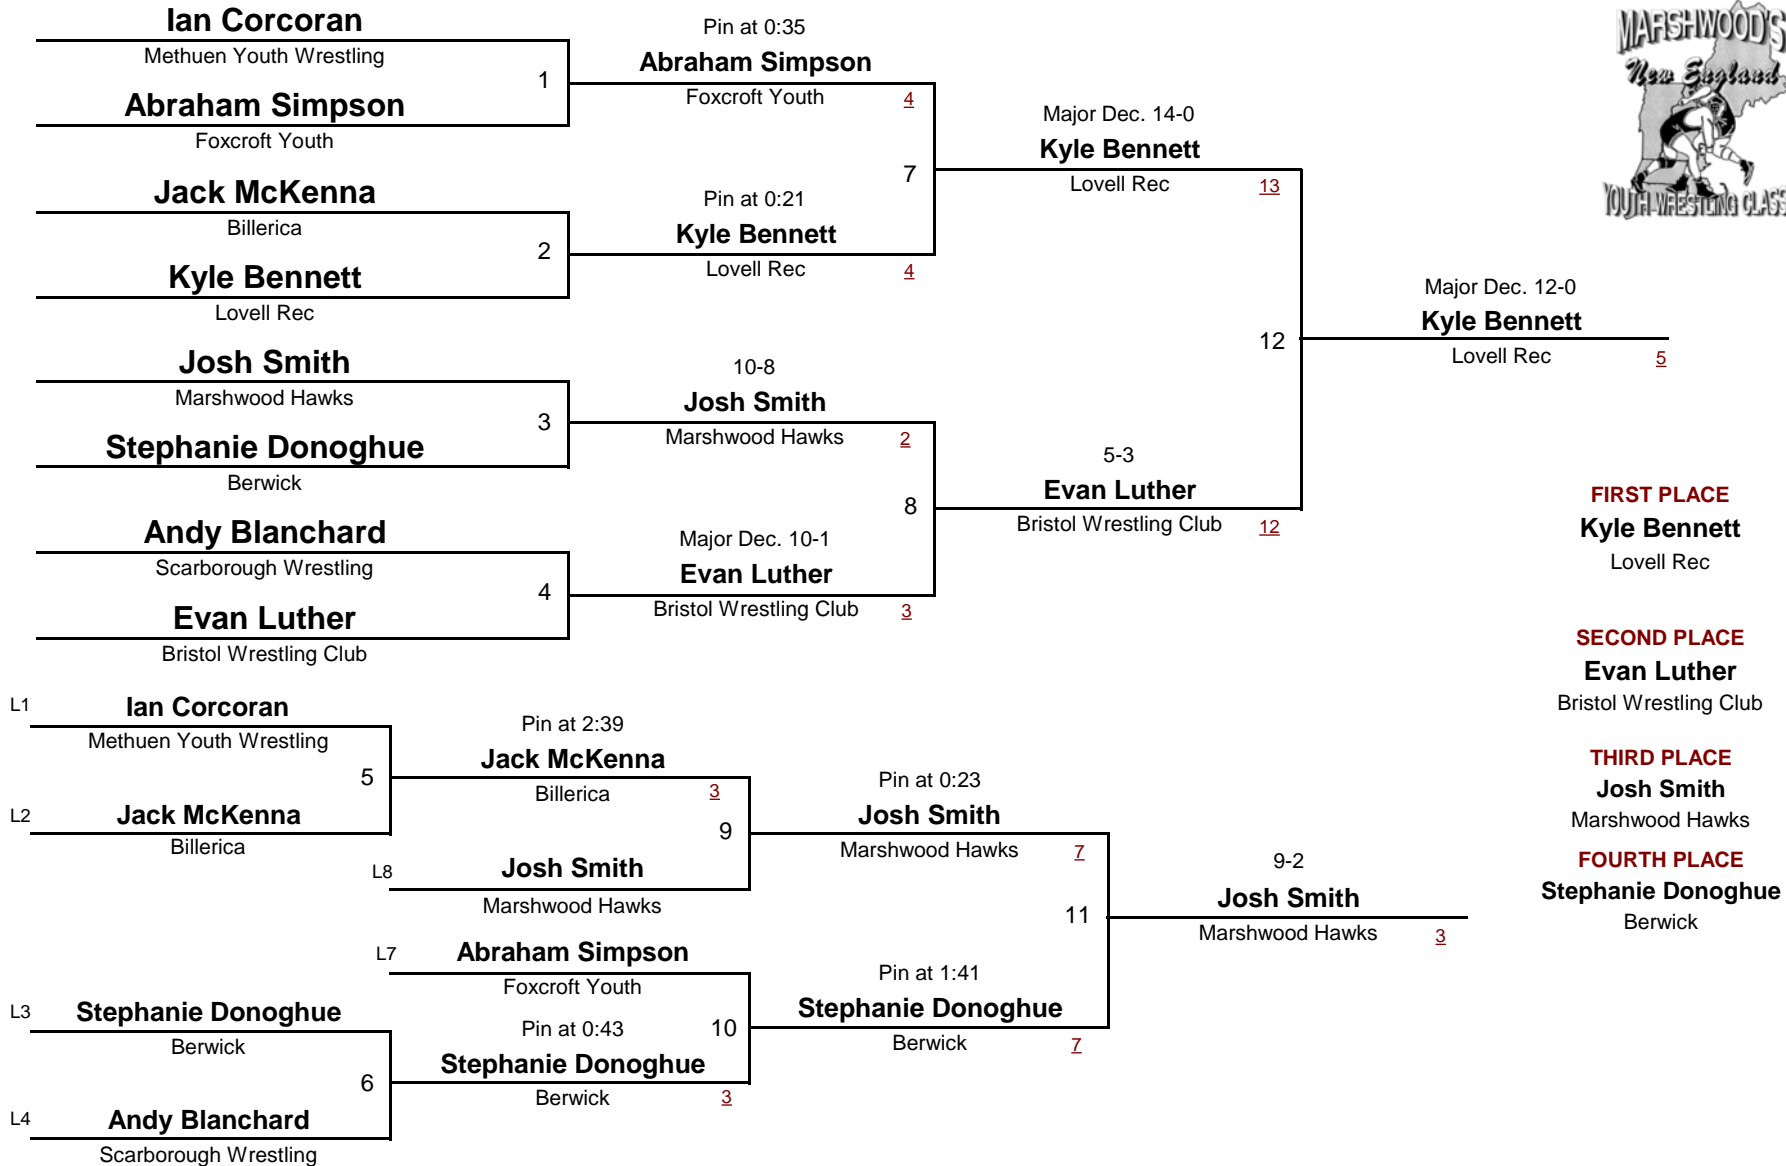 Ian Corcoran
Methuen Youth Wrestling
1
Abraham Simpson
Foxcroft Youth
Jack McKenna
Billerica
2
Kyle Bennett
Lovell Rec
Josh Smith
Marshwood Hawks
3
Stephanie Donoghue
Berwick
Andy Blanchard
Scarborough Wrestling
4
Evan Luther
Bristol Wrestling Club
Pin at 0:35
Abraham Simpson
Foxcroft Youth 4
7
Pin at 0:21
Kyle Bennett
Lovell Rec 4
10-8
Josh Smith
Marshwood Hawks 2
8
Major Dec. 10-1
Evan Luther
Bristol Wrestling Club 3
Major Dec. 14-0
Kyle Bennett
Lovell Rec 13
12
5-3
Evan Luther
Bristol Wrestling Club 12
Major Dec. 12-0
Kyle Bennett
Lovell Rec 5
MARSHWOOD'S
New England
YOUTH WRESTLING CLASS
FIRST PLACE
Kyle Bennett
Lovell Rec
SECOND PLACE
Evan Luther
Bristol Wrestling Club
THIRD PLACE
Josh Smith
Marshwood Hawks
FOURTH PLACE
Stephanie Donoghue
Berwick
L1 Ian Corcoran
Methuen Youth Wrestling
5
L2 Jack McKenna
Billerica
Pin at 2:39
Jack McKenna
Billerica 3
9
L8 Josh Smith
Marshwood Hawks
L7 Abraham Simpson
Foxcroft Youth
L3 Stephanie Donoghue
Berwick
6
L4 Andy Blanchard
Scarborough Wrestling
Pin at 0:43 10
Stephanie Donoghue
Berwick 3
Pin at 0:23
Josh Smith
Marshwood Hawks 7
11
Pin at 1:41
Stephanie Donoghue
Berwick 7
9-2
Josh Smith
Marshwood Hawks 3